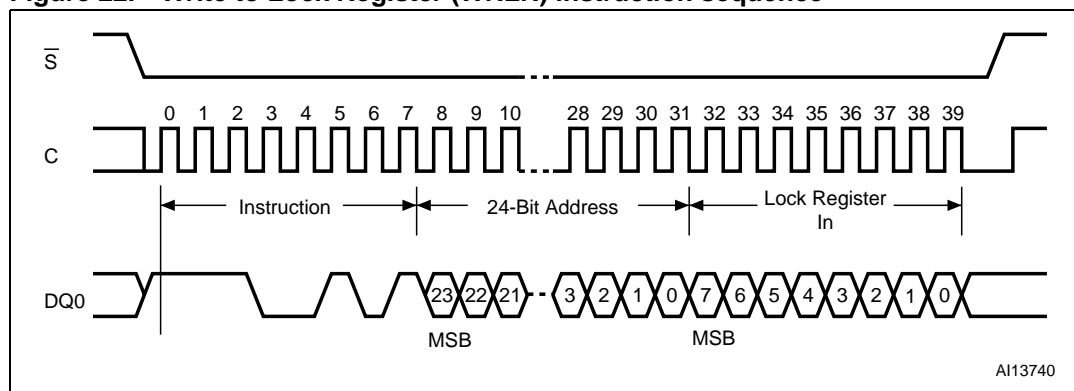 Figure 22. Write to Lock Register (WRLR) instruction sequence
S
0 1 2 3 4 5 6 7 8 9 10 28 29 30 31 32 33 34 35 36 37 38 39
C
Instruction 24-Bit Address Lock Register
In
DQ0 23 22 21 3 2 1 0 7 6 5 4 3 2 1 0
MSB MSB
AI13740